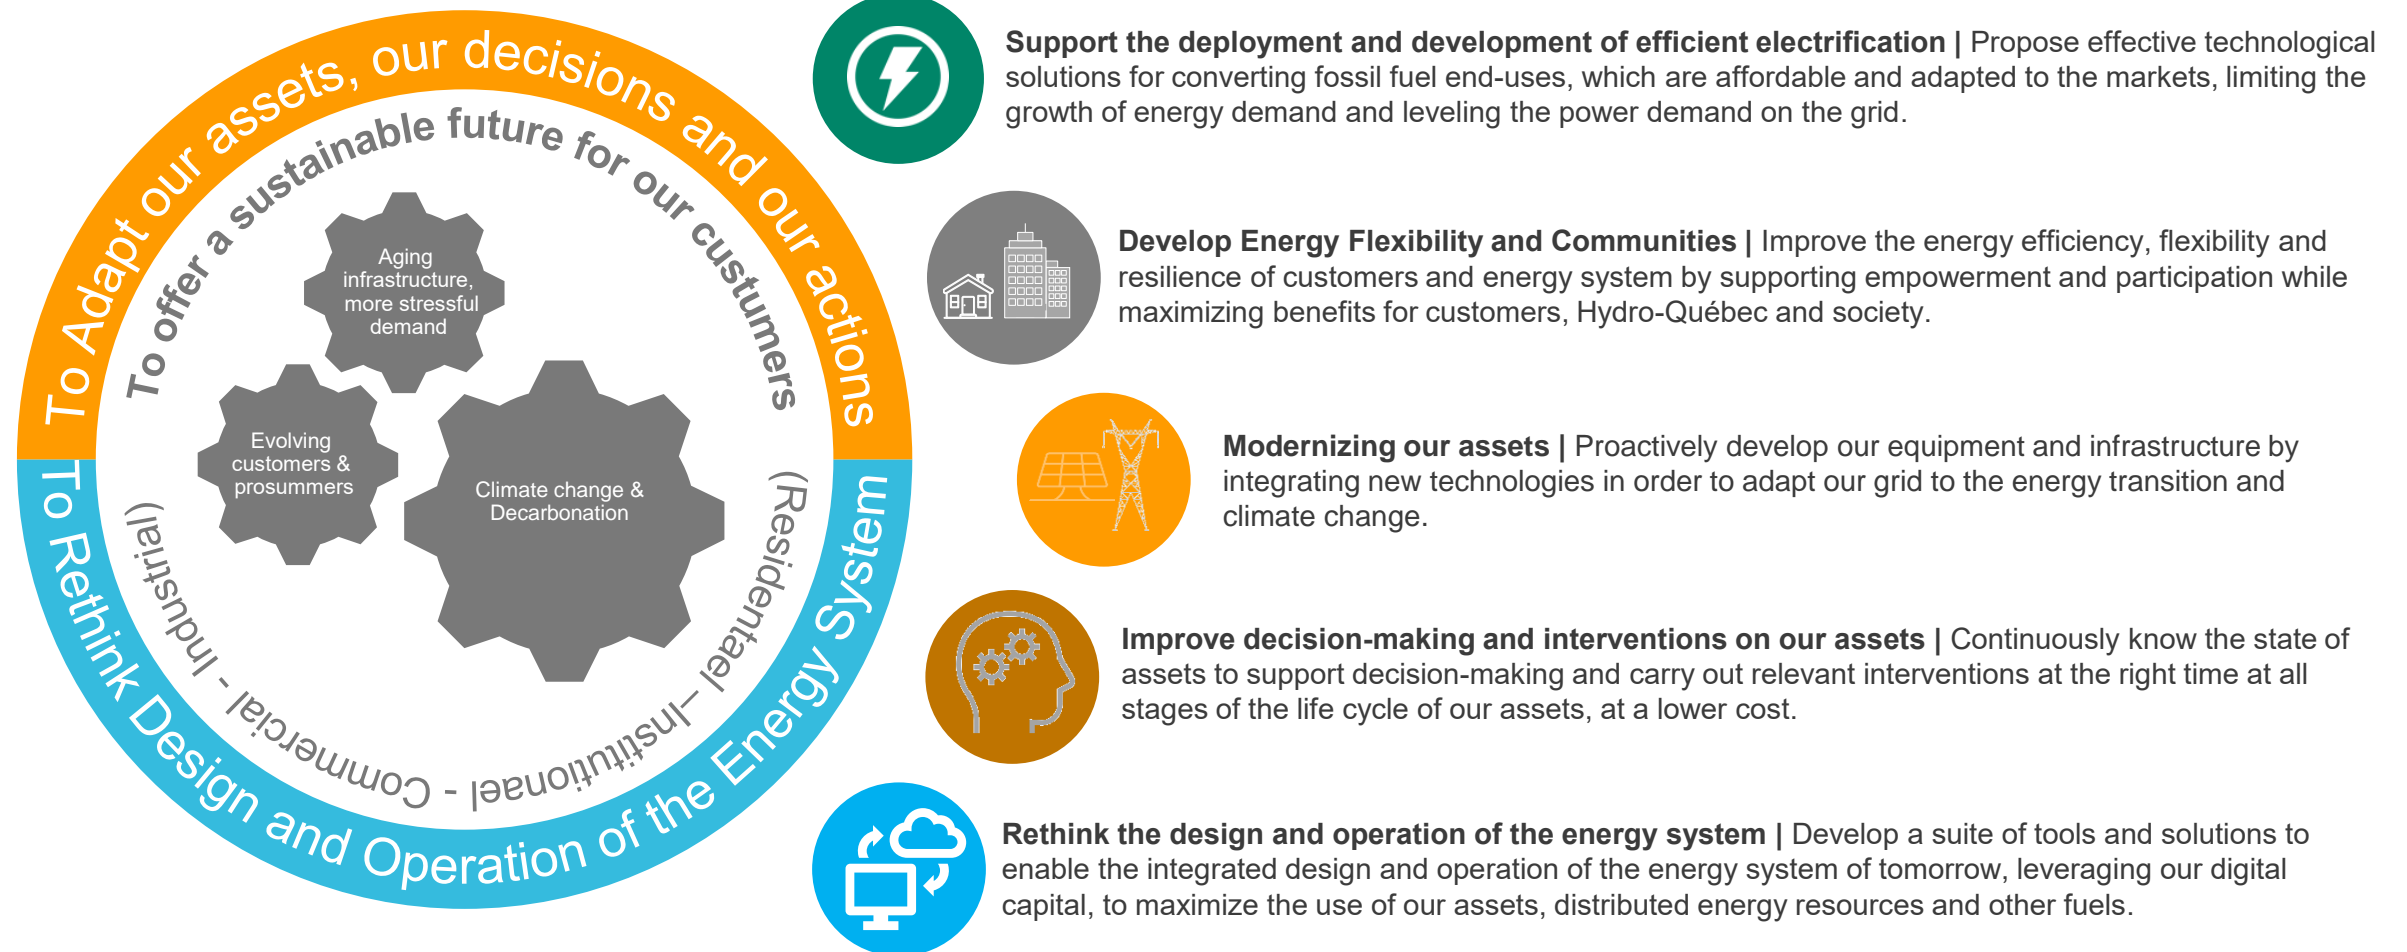 To Adapt our assets, our decisions and our actions
To offer a sustainable future for our custumers
Aging
infrastructure,
more stressful
demand
Evolving
customers &
prosummers
Climate change &
Decarbonation
(Residentael –Institutionael - Commercial - Industrial)
To Rethink Design and Operation of the Energy System
Support the deployment and development of efficient electrification | Propose effective technological
solutions for converting fossil fuel end-uses, which are affordable and adapted to the markets, limiting the
growth of energy demand and leveling the power demand on the grid.
Develop Energy Flexibility and Communities | Improve the energy efficiency, flexibility and
resilience of customers and energy system by supporting empowerment and participation while
maximizing benefits for customers, Hydro-Québec and society.
Modernizing our assets | Proactively develop our equipment and infrastructure by
integrating new technologies in order to adapt our grid to the energy transition and
climate change.
Improve decision-making and interventions on our assets | Continuously know the state of
assets to support decision-making and carry out relevant interventions at the right time at all
stages of the life cycle of our assets, at a lower cost.
Rethink the design and operation of the energy system | Develop a suite of tools and solutions to
enable the integrated design and operation of the energy system of tomorrow, leveraging our digital
capital, to maximize the use of our assets, distributed energy resources and other fuels.